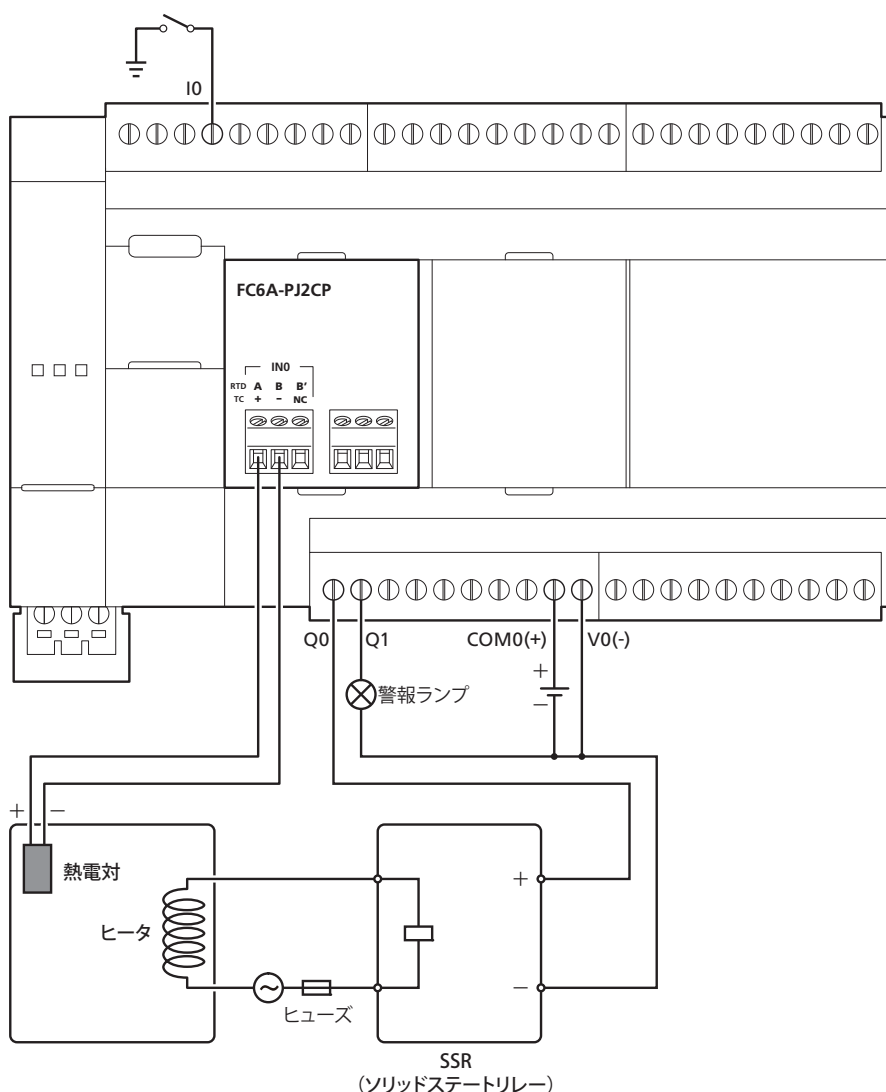 I0
FC6A-PJ2CP
IN0
RTD A B B'
TC + − NC
Q0 Q1 COM0(+) V0(-)
+
警報ランプ
−
+ −
熱電対
+
ヒータ
−
ヒューズ
SSR
(ソリッドステートリレー)